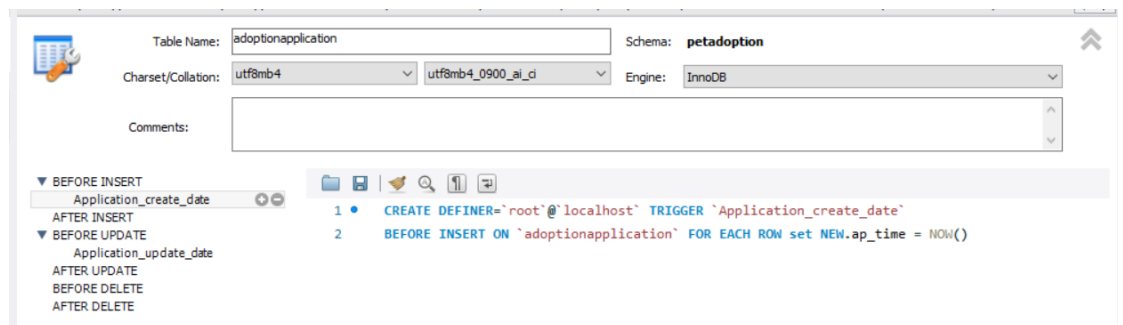 Table Name: adoptionapplication Schema: petadoption
Charset/Collation: utf8mb4 utf8mb4_0900_ai_ci Engine: InnoDB
Comments:
BEFORE INSERT
Application_create_date
AFTER INSERT
BEFORE UPDATE
Application_update_date
AFTER UPDATE
BEFORE DELETE
AFTER DELETE
1 CREATE DEFINER=`root`@`localhost` TRIGGER `Application_create_date`
2 BEFORE INSERT ON `adoptionapplication` FOR EACH ROW set NEW.ap_time = NOW()